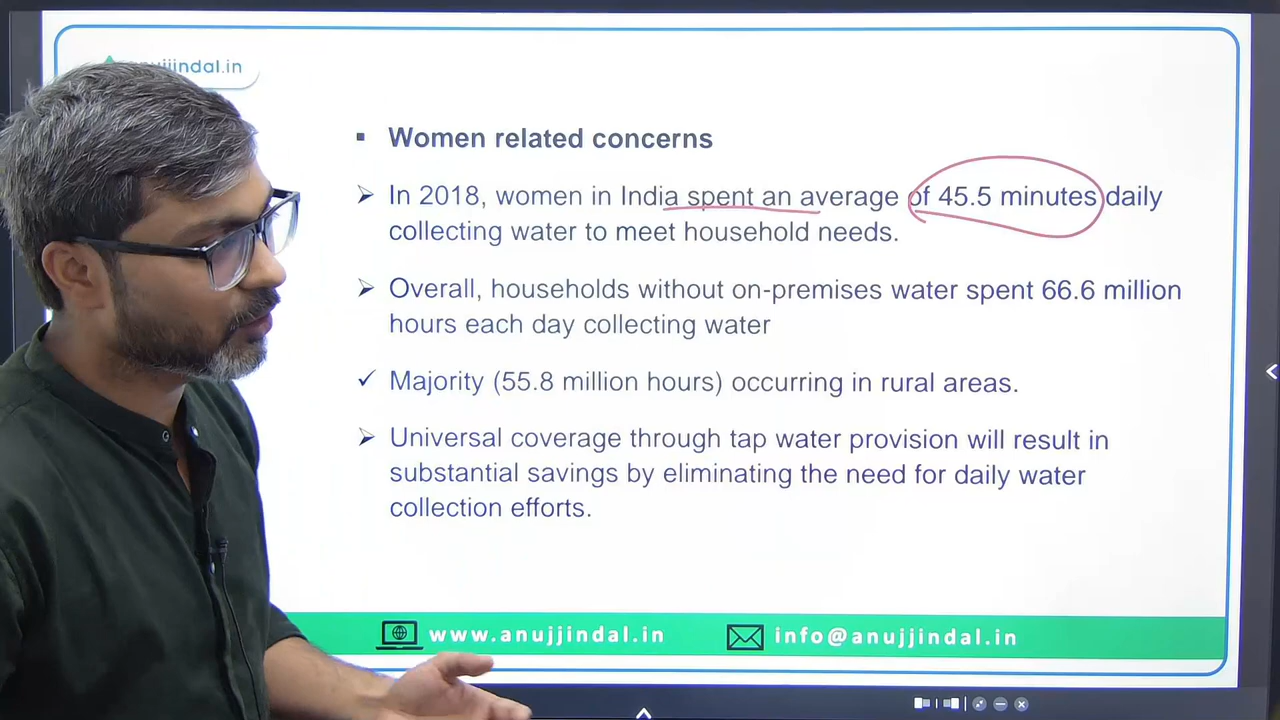 anujjindal.in
Women related concerns
In 2018, women in India spent an average of 45.5 minutes daily
collecting water to meet household needs.
Overall, households without on-premises water spent 66.6 million
hours each day collecting water
Majority (55.8 million hours) occurring in rural areas.
Universal coverage through tap water provision will result in
substantial savings by eliminating the need for daily water
collection efforts.
www.anujjindal.in
info@anujjindal.in